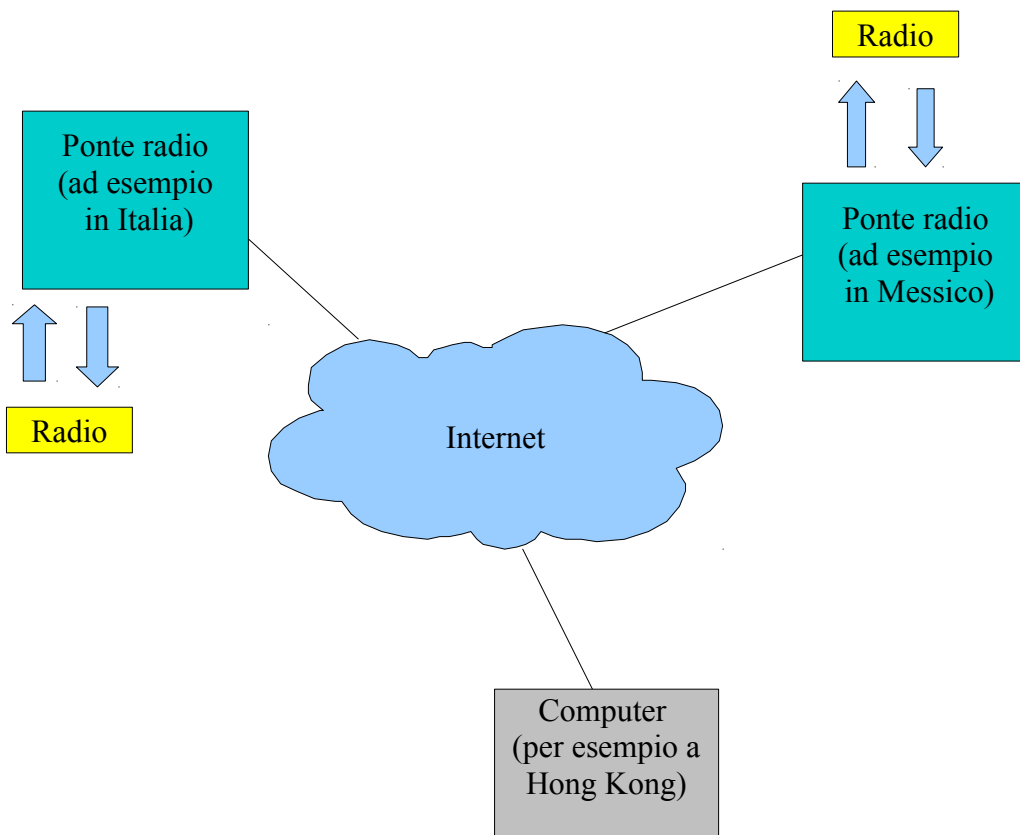 Radio
Ponte radio
(ad esempio
in Italia)
Ponte radio
(ad esempio
in Messico)
Radio
Internet
Computer
(per esempio a
Hong Kong)